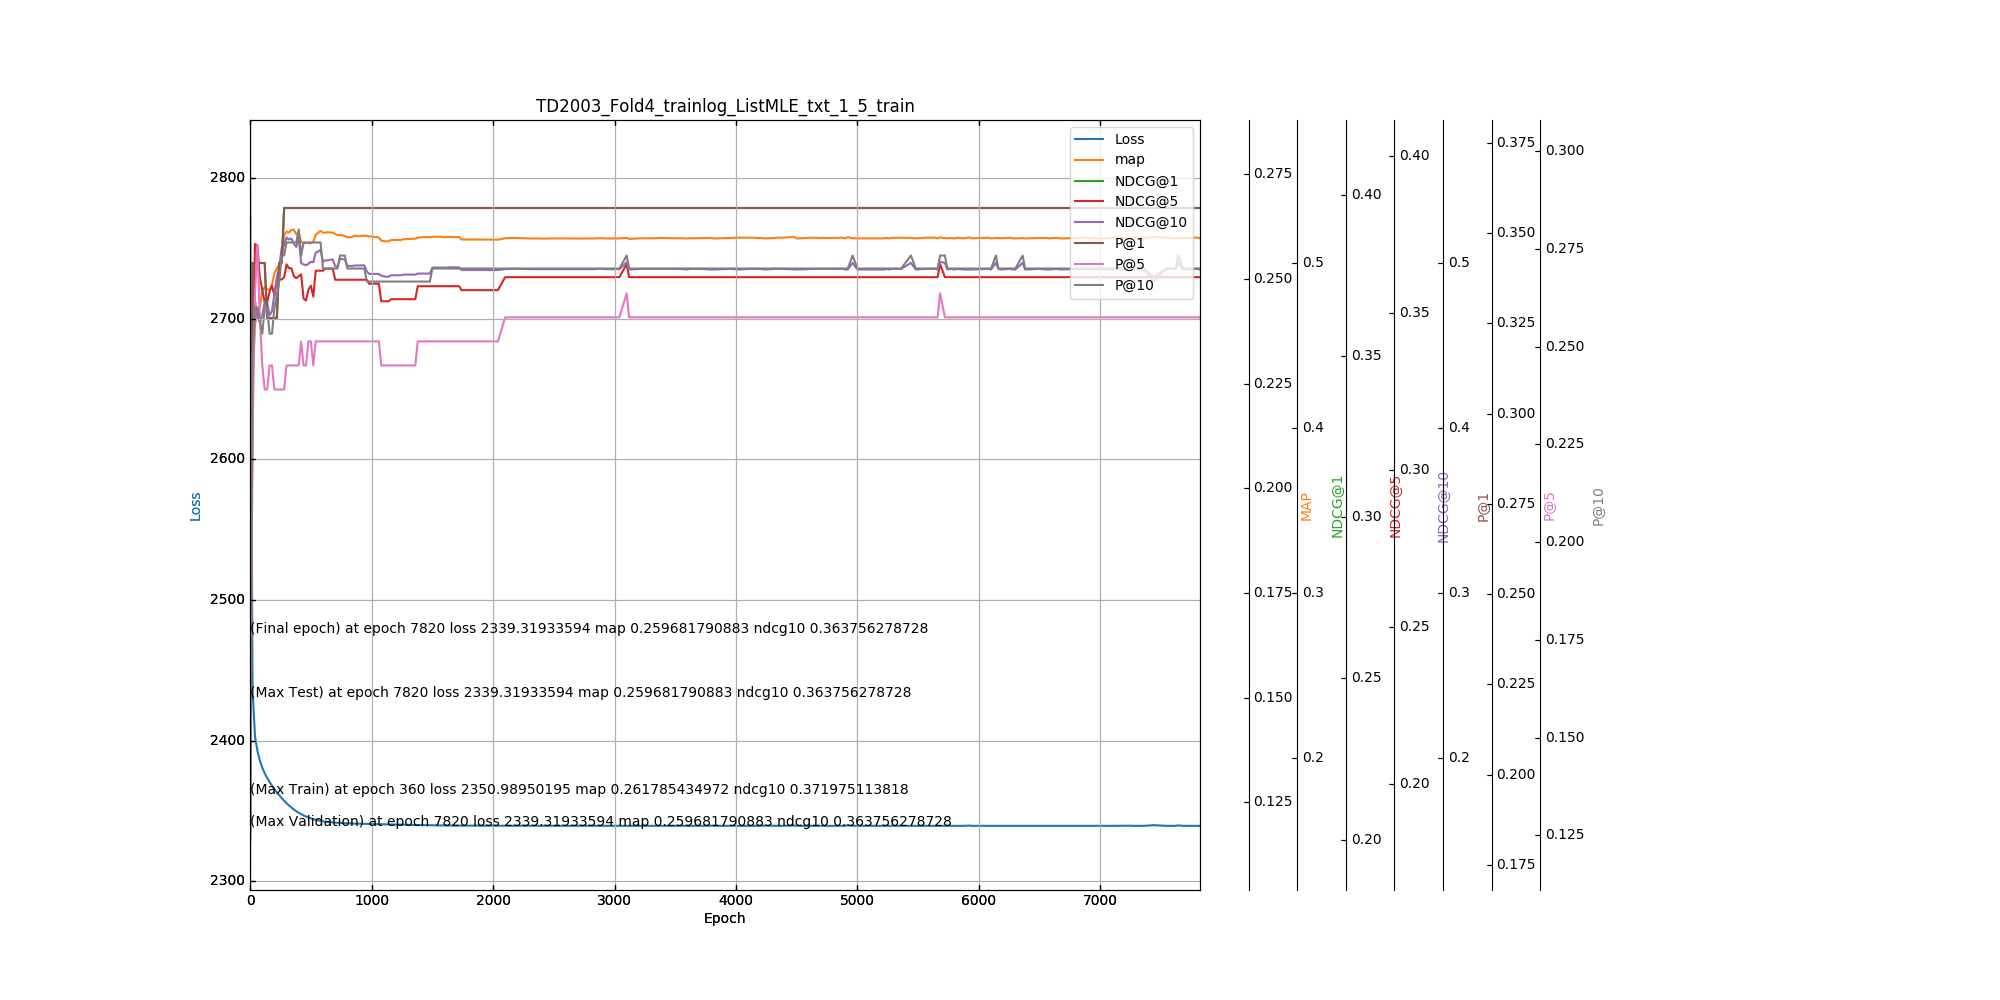 TD2003_Fold4_trainlog_ListMLE_txt_1_5_train
Loss
map
NDCG@1
NDCG@5
NDCG@10
P@1
P@5
P@10
2800
2700
2600
2500
2400
2300
Loss
(Final epoch) at epoch 7820 loss 2339.31933594 map 0.259681790883 ndcg10 0.363756278728
(Max Test) at epoch 7820 loss 2339.31933594 map 0.259681790883 ndcg10 0.363756278728
(Max Train) at epoch 360 loss 2350.98950195 map 0.261785434972 ndcg10 0.371975113818
(Max Validation) at epoch 7820 loss 2339.31933594 map 0.259681790883 ndcg10 0.363756278728
0 1000 2000 3000 4000 5000 6000 7000
Epoch
0.275
0.250
0.225
0.200
0.175
0.150
0.125
MAP
0.5
0.4
0.3
0.2
NDCG@1
0.40
0.35
0.30
0.25
0.20
NDCG@5
0.40
0.35
0.30
0.25
0.20
NDCG@10
0.5
0.4
0.3
0.2
P@1
0.375
0.350
0.325
0.300
0.275
0.250
0.225
0.200
0.175
P@5
0.300
0.275
0.250
0.225
0.200
0.175
0.150
0.125
P@10